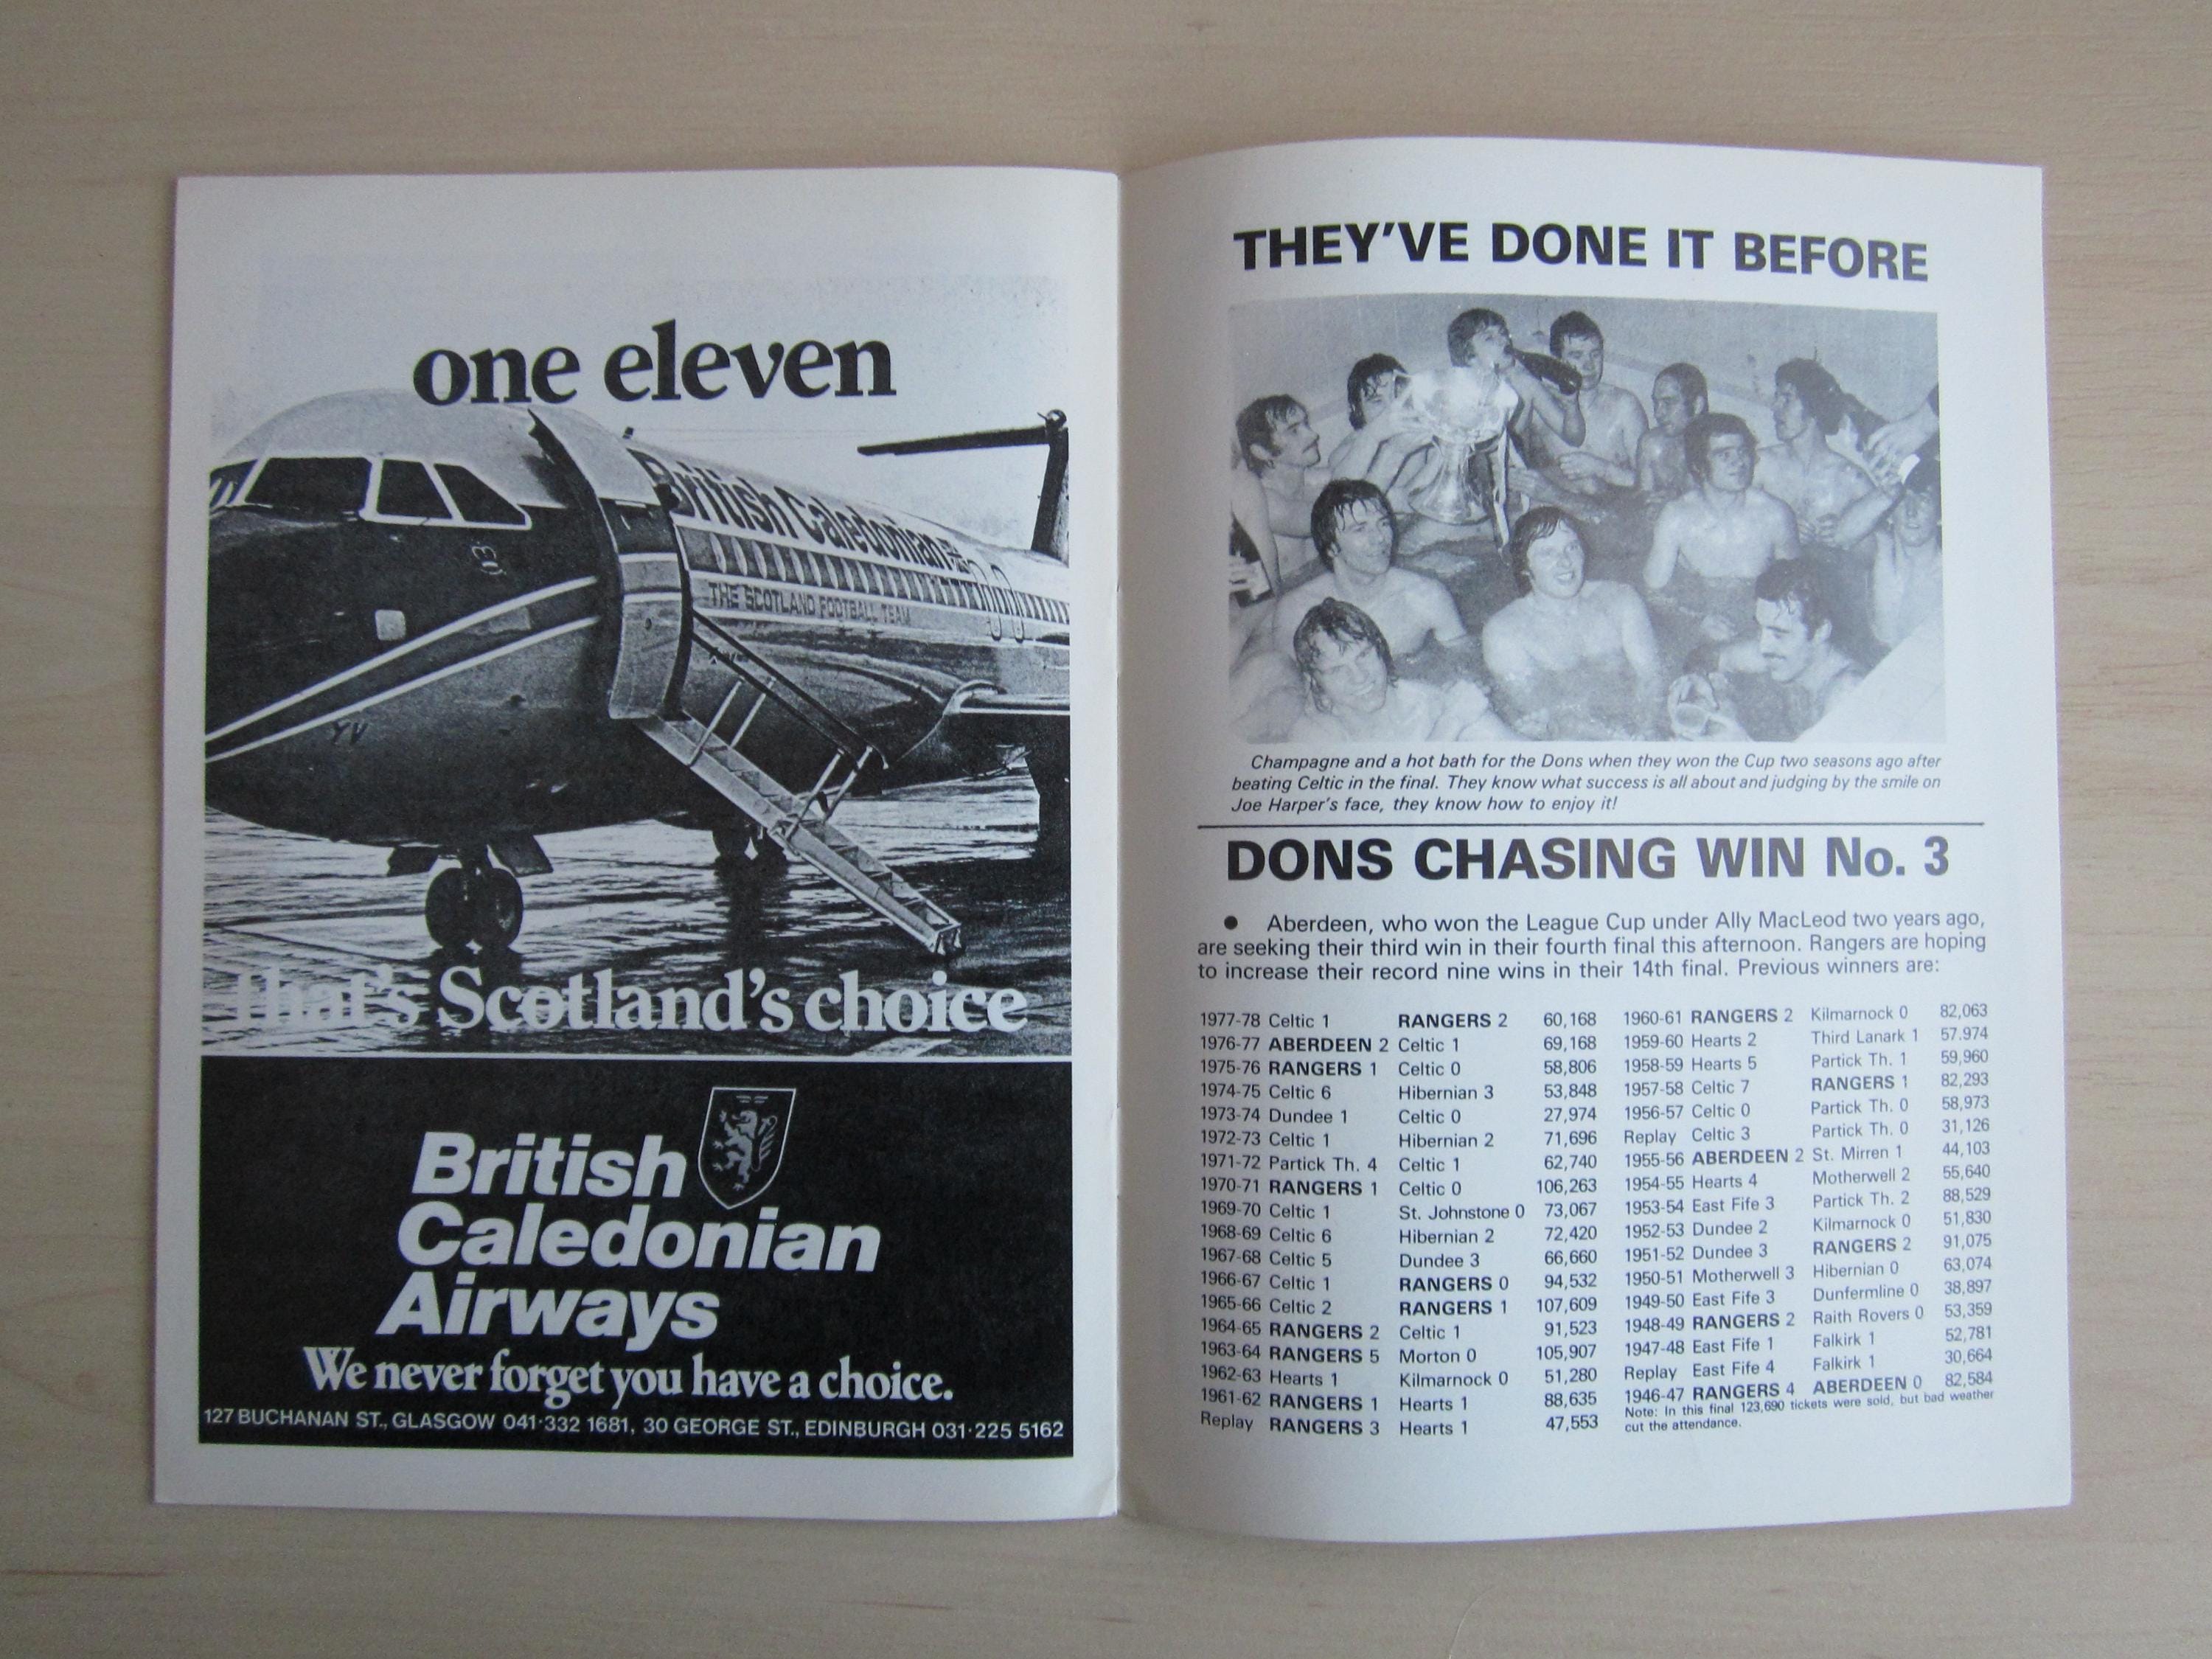 one eleven
British Caledonian
THE SCOTLAND FOOTBALL TEAM
YV
that's Scotland's choice
British
Caledonian
Airways
We never forget you have a choice.
127 BUCHANAN ST., GLASGOW 041·332 1681, 30 GEORGE ST., EDINBURGH 031·225 5162
THEY'VE DONE IT BEFORE
Champagne and a hot bath for the Dons when they won the Cup two seasons ago after
beating Celtic in the final. They know what success is all about and judging by the smile on
Joe Harper's face, they know how to enjoy it!
DONS CHASING WIN No. 3
● Aberdeen, who won the League Cup under Ally MacLeod two years ago,
are seeking their third win in their fourth final this afternoon. Rangers are hoping
to increase their record nine wins in their 14th final. Previous winners are:
1977-78 Celtic 1 RANGERS 2 60,168
1976-77 ABERDEEN 2 Celtic 1 69,168
1975-76 RANGERS 1 Celtic 0 58,806
1974-75 Celtic 6 Hibernian 3 53,848
1973-74 Dundee 1 Celtic 0 27,974
1972-73 Celtic 1 Hibernian 2 71,696
1971-72 Partick Th. 4 Celtic 1 62,740
1970-71 RANGERS 1 Celtic 0 106,263
1969-70 Celtic 1 St. Johnstone 0 73,067
1968-69 Celtic 6 Hibernian 2 72,420
1967-68 Celtic 5 Dundee 3 66,660
1966-67 Celtic 1 RANGERS 0 94,532
1965-66 Celtic 2 RANGERS 1 107,609
1964-65 RANGERS 2 Celtic 1 91,523
1963-64 RANGERS 5 Morton 0 105,907
1962-63 Hearts 1 Kilmarnock 0 51,280
1961-62 RANGERS 1 Hearts 1 88,635
Replay RANGERS 3 Hearts 1 47,553
1960-61 RANGERS 2 Kilmarnock 0 82,063
1959-60 Hearts 2 Third Lanark 1 57.974
1958-59 Hearts 5 Partick Th. 1 59,960
1957-58 Celtic 7 RANGERS 1 82,293
1956-57 Celtic 0 Partick Th. 0 58,973
Replay Celtic 3 Partick Th. 0 31,126
1955-56 ABERDEEN 2 St. Mirren 1 44,103
1954-55 Hearts 4 Motherwell 2 55,640
1953-54 East Fife 3 Partick Th. 2 88,529
1952-53 Dundee 2 Kilmarnock 0 51,830
1951-52 Dundee 3 RANGERS 2 91,075
1950-51 Motherwell 3 Hibernian 0 63,074
1949-50 East Fife 3 Dunfermline 0 38,897
1948-49 RANGERS 2 Raith Rovers 0 53,359
1947-48 East Fife 1 Falkirk 1 52,781
Replay East Fife 4 Falkirk 1 30,664
1946-47 RANGERS 4 ABERDEEN 0 82,584
Note: In this final 123,690 tickets were sold, but bad weather
cut the attendance.